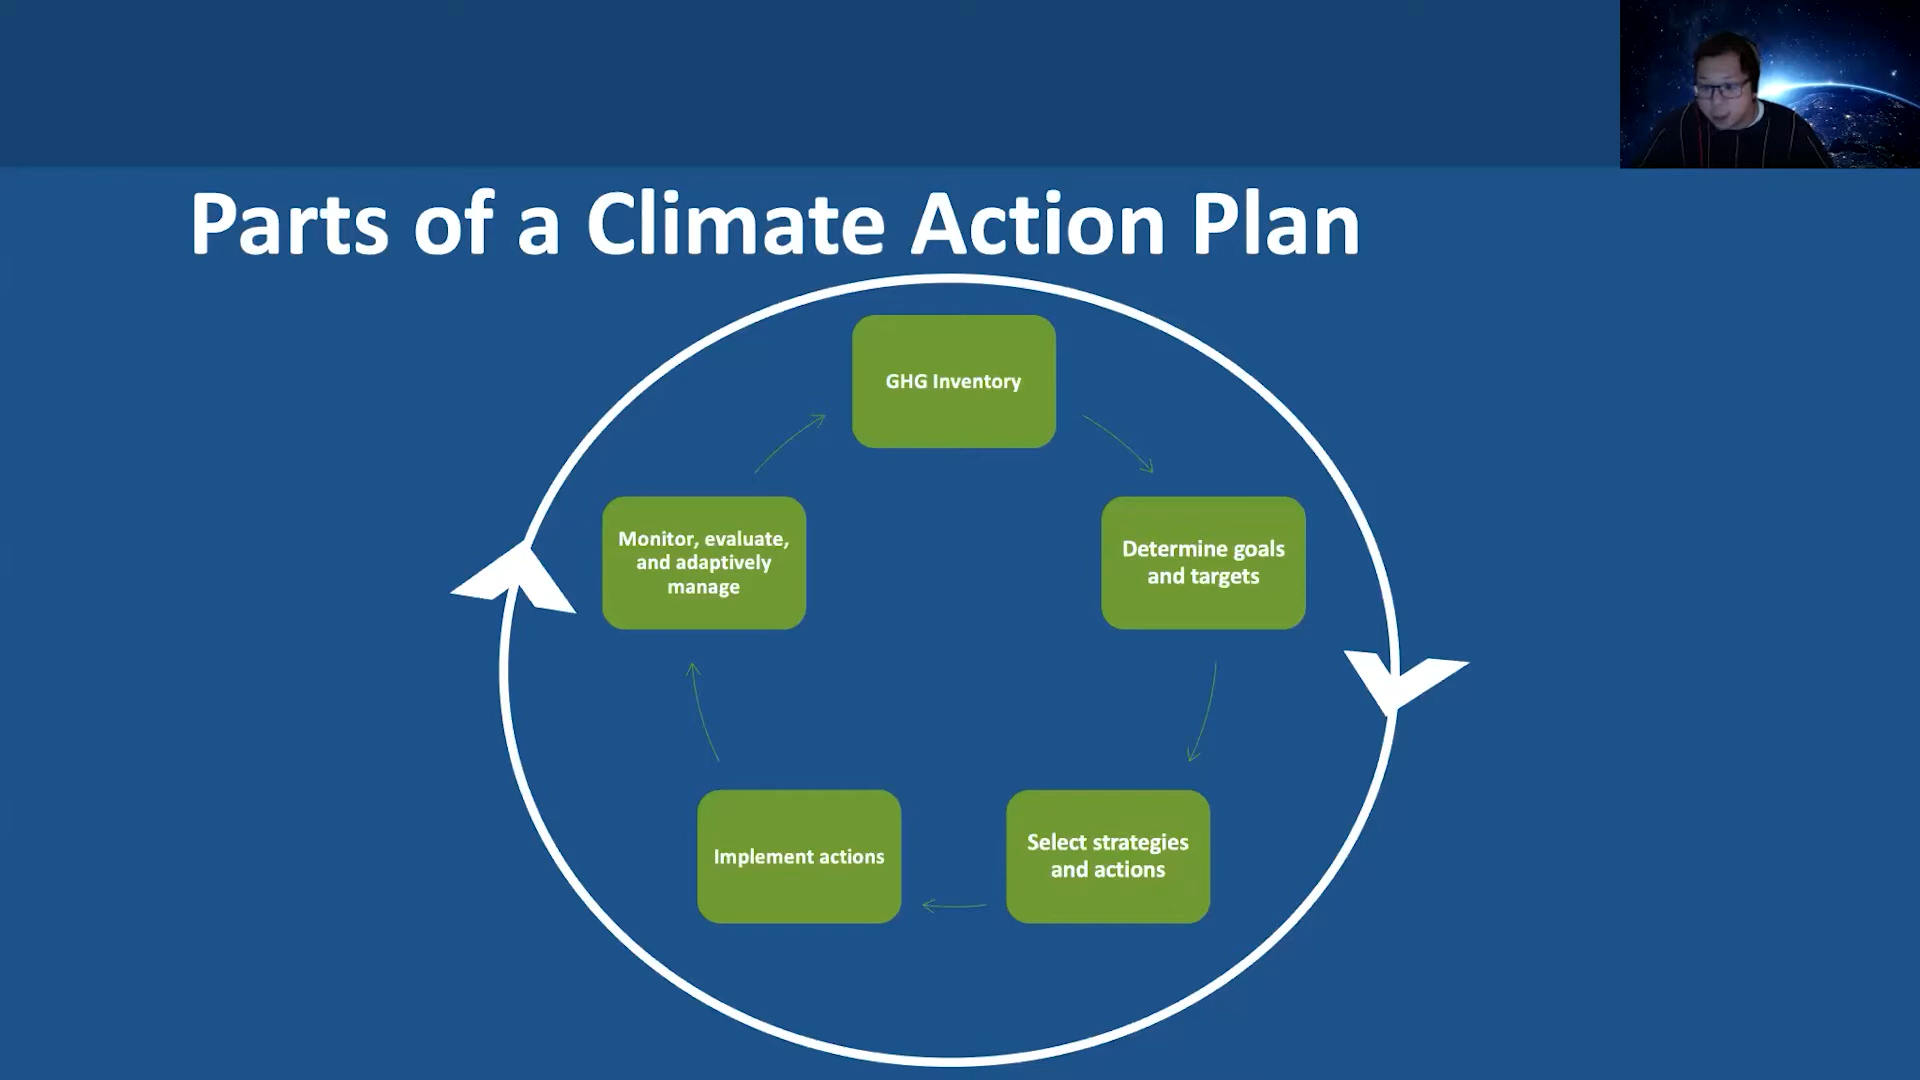 Parts of a Climate Action Plan
GHG Inventory
Determine goals
and targets
Select strategies
and actions
Implement actions
Monitor, evaluate,
and adaptively
manage